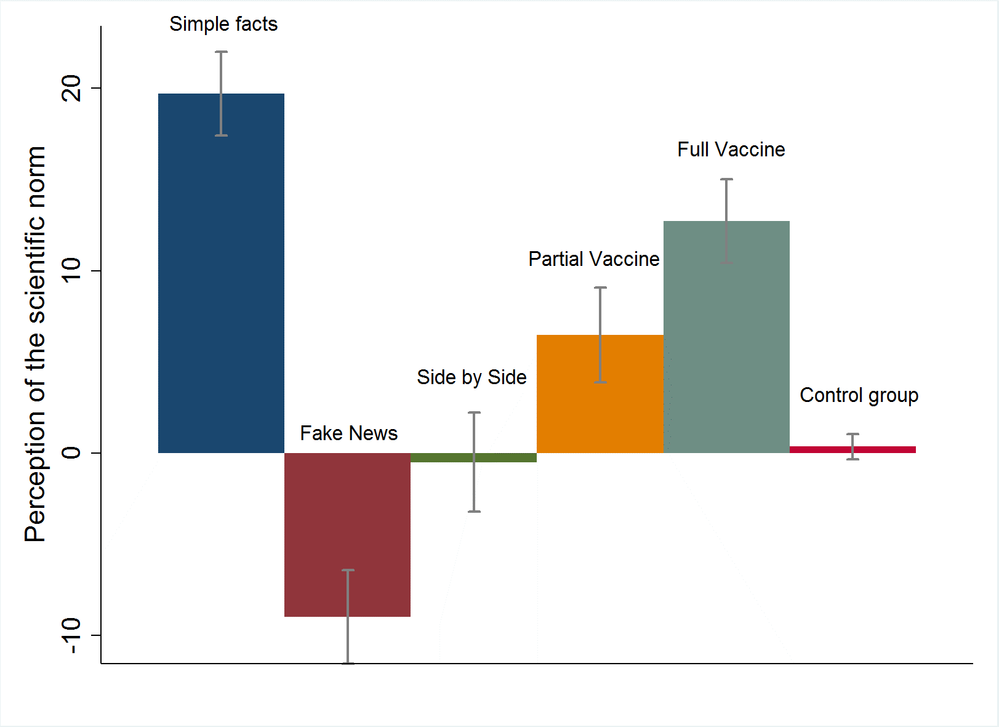 Simple facts
Full Vaccine
Partial Vaccine
Side by Side
Control group
Fake News
Perception of the scientific norm
20
10
0
-10